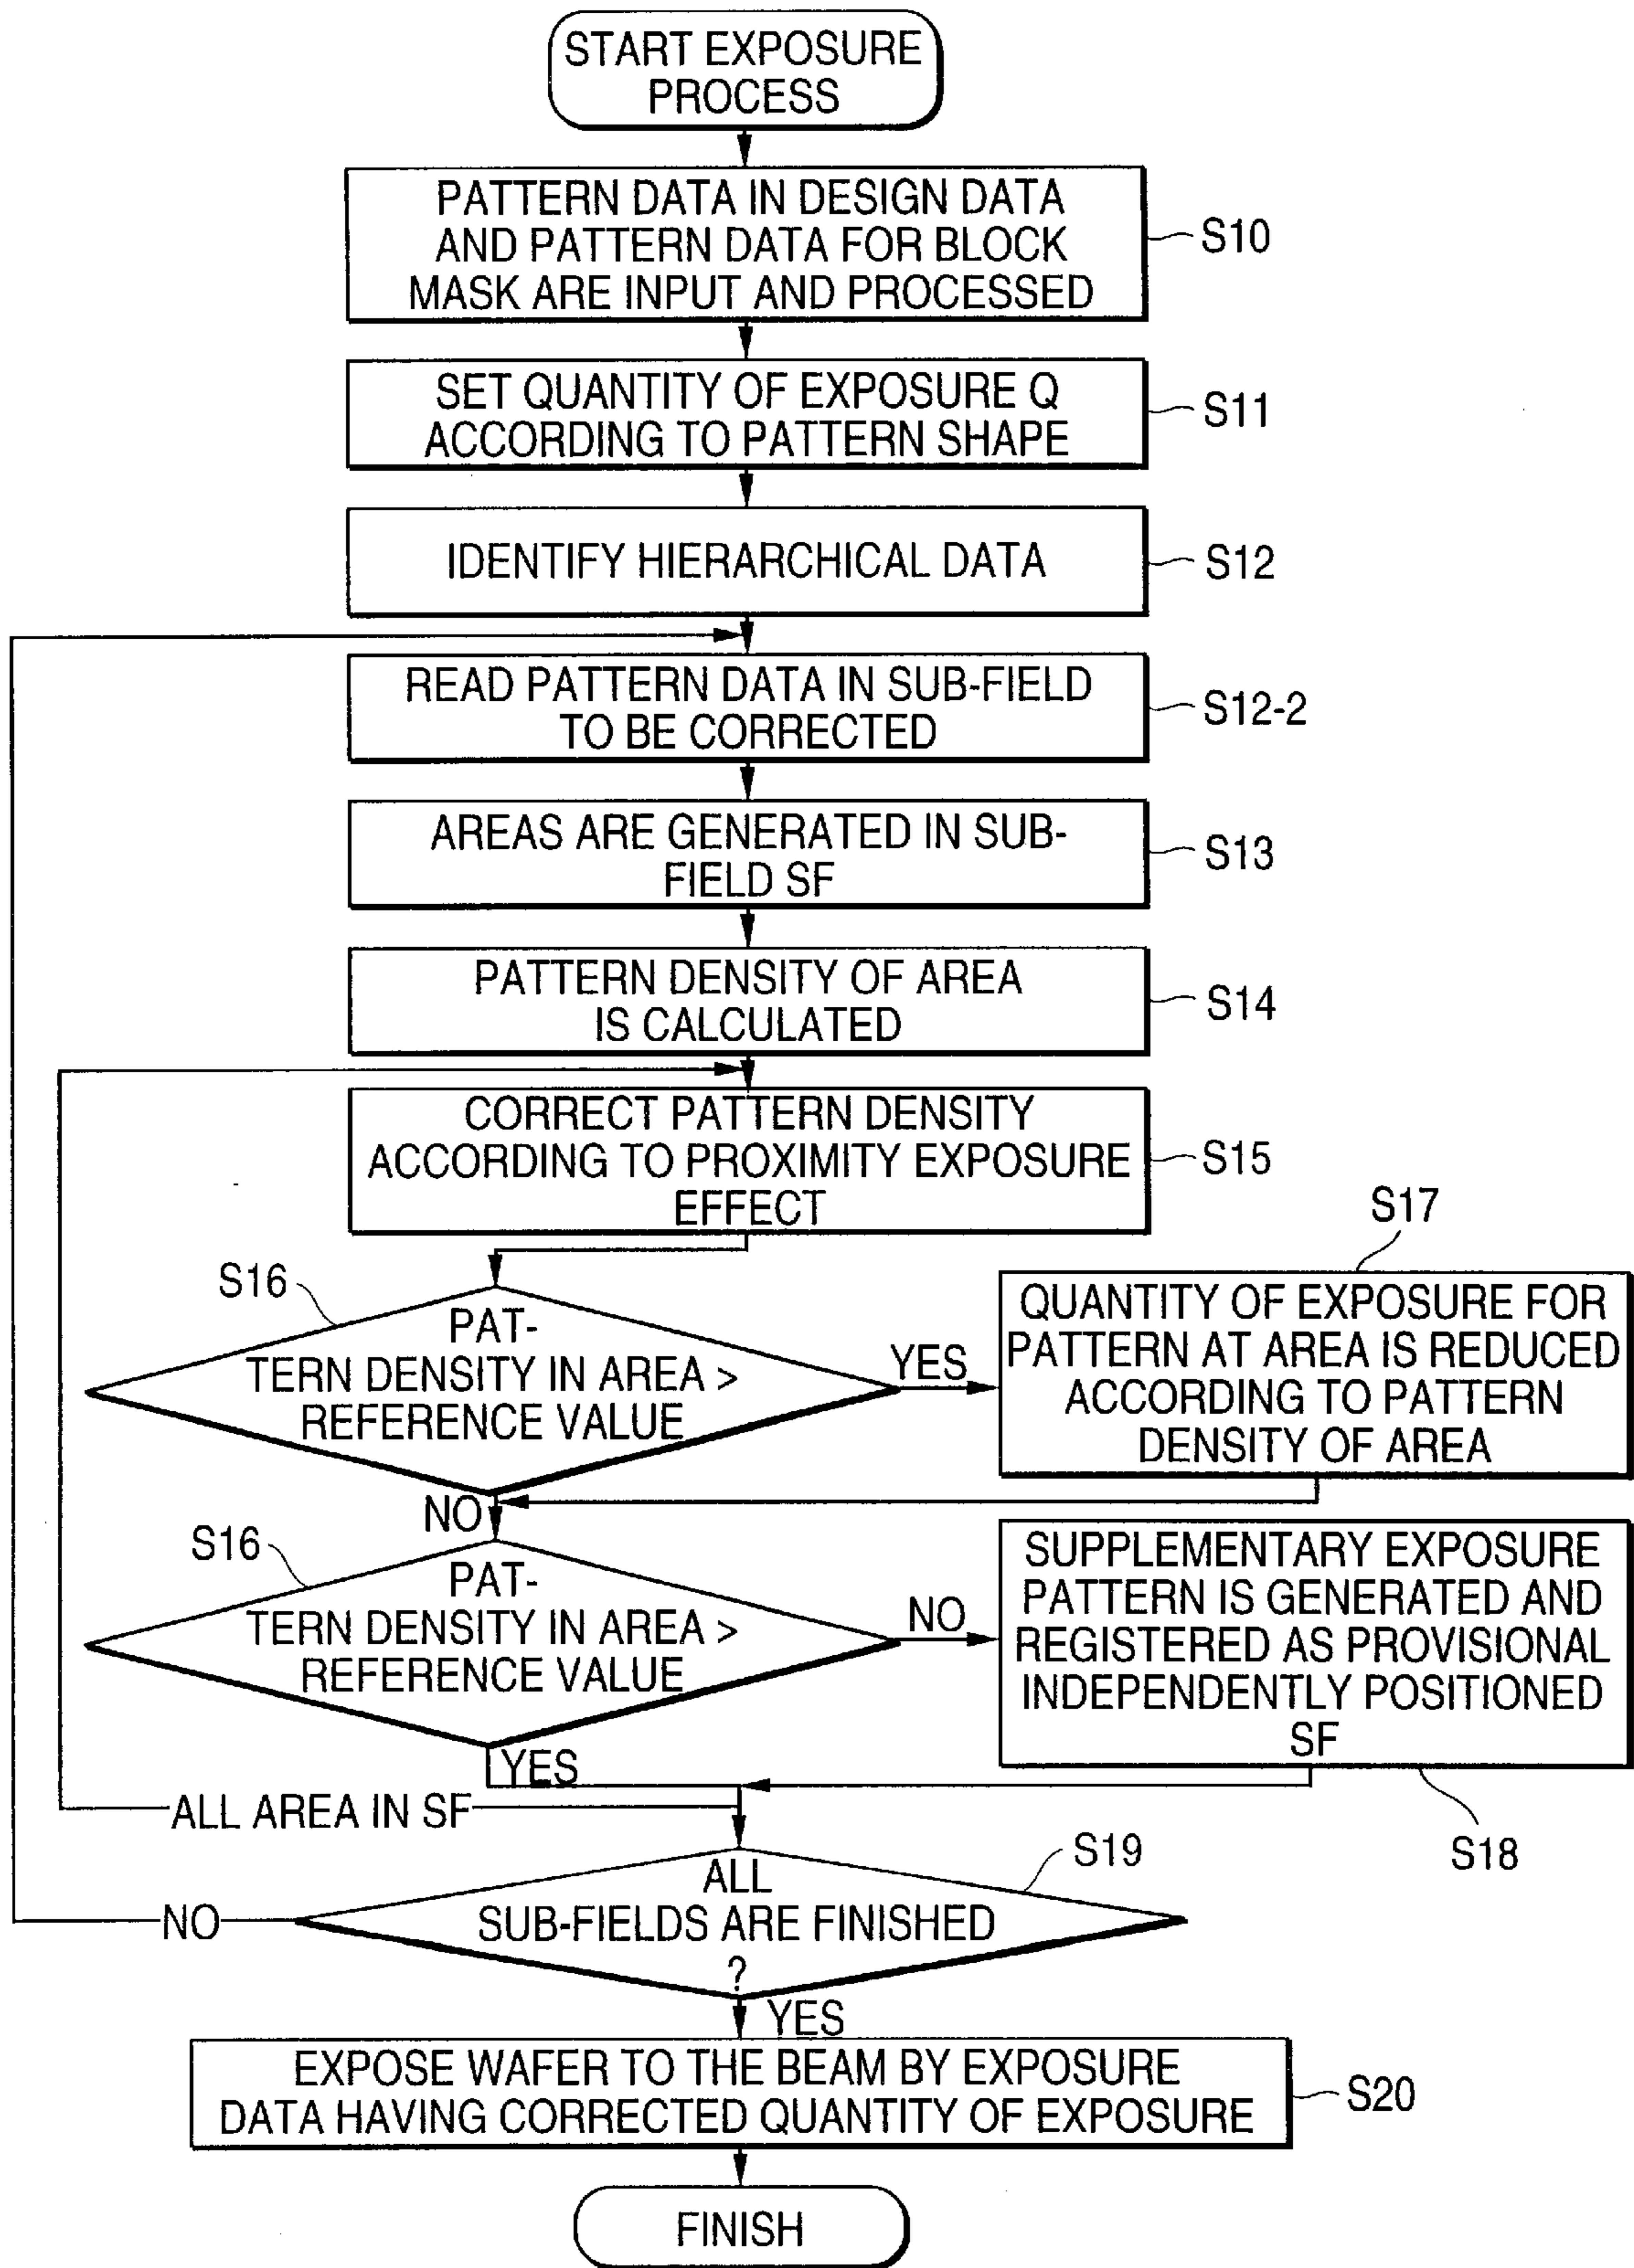 START EXPOSURE
PROCESS
PATTERN DATA IN DESIGN DATA
AND PATTERN DATA FOR BLOCK
MASK ARE INPUT AND PROCESSED
S10
SET QUANTITY OF EXPOSURE Q
ACCORDING TO PATTERN SHAPE
S11
IDENTIFY HIERARCHICAL DATA
S12
READ PATTERN DATA IN SUB-FIELD
TO BE CORRECTED
S12-2
AREAS ARE GENERATED IN SUB-
FIELD SF
S13
PATTERN DENSITY OF AREA
IS CALCULATED
S14
CORRECT PATTERN DENSITY
ACCORDING TO PROXIMITY EXPOSURE
EFFECT
S15
S16
PAT-
TERN DENSITY IN AREA >
REFERENCE VALUE
YES
S17
QUANTITY OF EXPOSURE FOR
PATTERN AT AREA IS REDUCED
ACCORDING TO PATTERN
DENSITY OF AREA
NO
S16
PAT-
TERN DENSITY IN AREA >
REFERENCE VALUE
NO
SUPPLEMENTARY EXPOSURE
PATTERN IS GENERATED AND
REGISTERED AS PROVISIONAL
INDEPENDENTLY POSITIONED
SF
S18
YES
ALL AREA IN SF
S19
ALL
SUB-FIELDS ARE FINISHED
?
NO
YES
EXPOSE WAFER TO THE BEAM BY EXPOSURE
DATA HAVING CORRECTED QUANTITY OF EXPOSURE
S20
FINISH